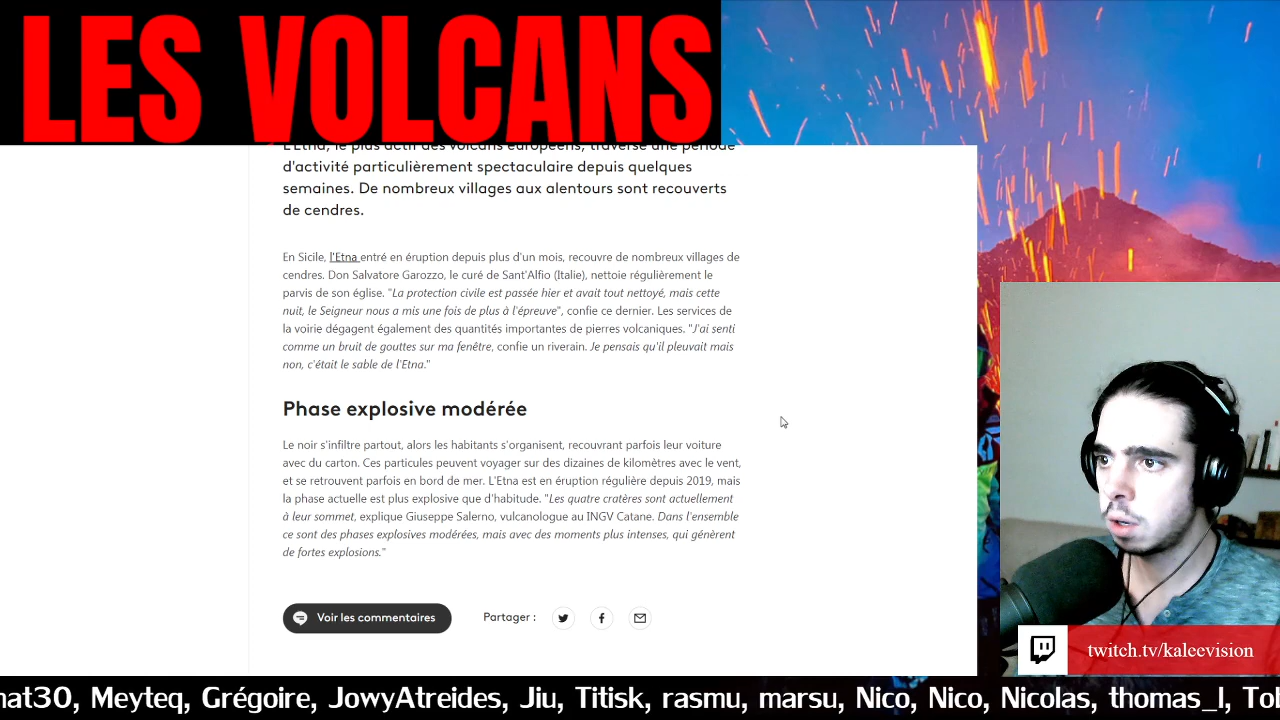 LES VOLCANS
L'Etna, le plus actif des volcans européens, traverse une période
d'activité particulièrement spectaculaire depuis quelques
semaines. De nombreux villages aux alentours sont recouverts
de cendres.
En Sicile, l'Etna entré en éruption depuis plus d'un mois, recouvre de nombreux villages de
cendres. Don Salvatore Garozzo, le curé de Sant'Alfio (Italie), nettoie régulièrement le
parvis de son église. "La protection civile est passée hier et avait tout nettoyé, mais cette
nuit, le Seigneur nous a mis une fois de plus à l'épreuve", confie ce dernier. Les services de
la voirie dégagent également des quantités importantes de pierres volcaniques. "J'ai senti
comme un bruit de gouttes sur ma fenêtre, confie un riverain. Je pensais qu'il pleuvait mais
non, c'était le sable de l'Etna."
Phase explosive modérée
Le noir s'infiltre partout, alors les habitants s'organisent, recouvrant parfois leur voiture
avec du carton. Ces particules peuvent voyager sur des dizaines de kilomètres avec le vent,
et se retrouvent parfois en bord de mer. L'Etna est en éruption régulière depuis 2019, mais
la phase actuelle est plus explosive que d'habitude. "Les quatre cratères sont actuellement
à leur sommet, explique Giuseppe Salerno, vulcanologue au INGV Catane. Dans l'ensemble
ce sont des phases explosives modérées, mais avec des moments plus intenses, qui génèrent
de fortes explosions."
Voir les commentaires
Partager :
twitch.tv/kaleevision
nat30, Meyteq, Grégoire, JowyAtreides, Jiu, Titisk, rasmu, marsu, Nico, Nico, Nicolas, thomas_l,